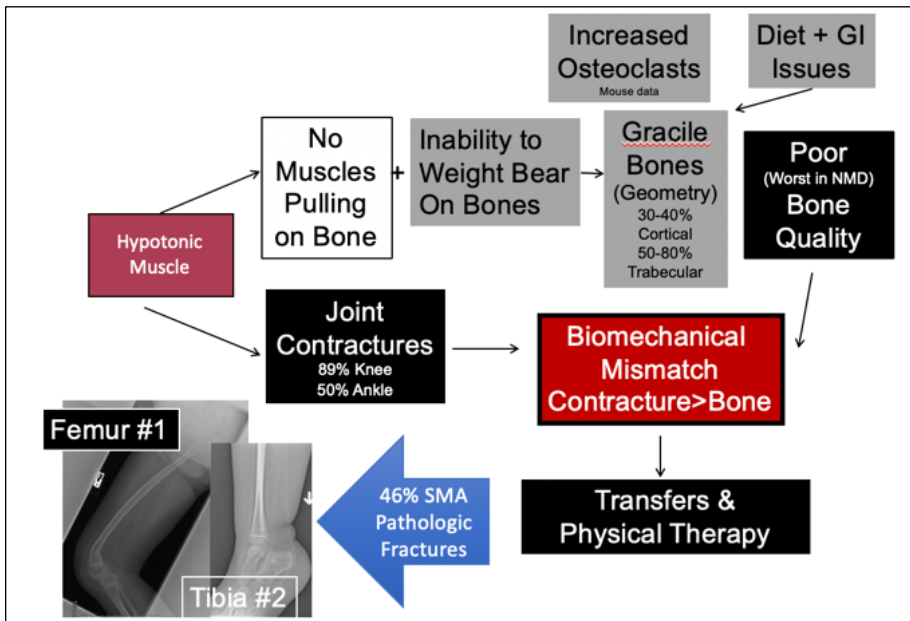 Increased
Osteoclasts
Mouse data
Diet + GI
Issues
No
Muscles
Pulling
on Bone
+
Inability to
Weight Bear
On Bones
Gracile
Bones
(Geometry)
30-40%
Cortical
50-80%
Trabecular
Poor
(Worst in NMD)
Bone
Quality
Hypotonic
Muscle
Joint
Contractures
89% Knee
50% Ankle
Biomechanical
Mismatch
Contracture>Bone
Femur #1
46% SMA
Pathologic
Fractures
Transfers &
Physical Therapy
Tibia #2